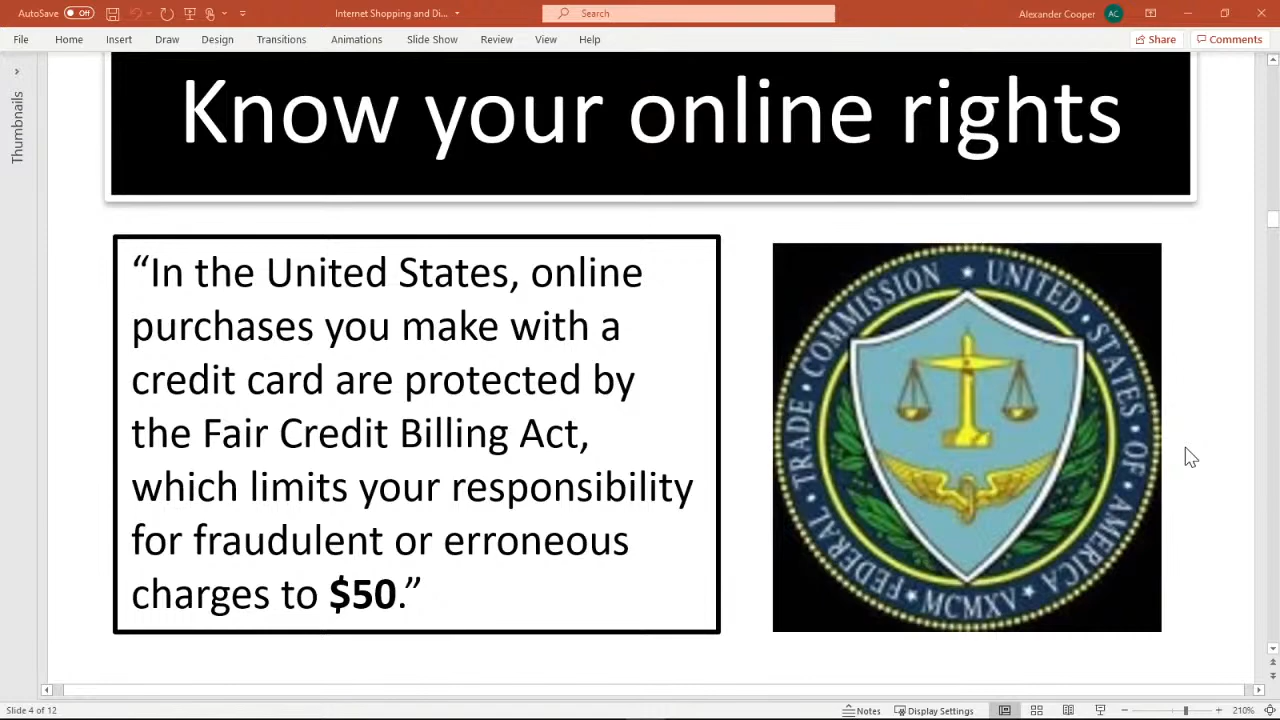 AutoSave Off Internet Shopping and Di... Search Alexander Cooper AC
File Home Insert Draw Design Transitions Animations Slide Show Review View Help Share Comments
Thumbnails
Know your online rights
“In the United States, online
purchases you make with a
credit card are protected by
the Fair Credit Billing Act,
which limits your responsibility
for fraudulent or erroneous
charges to $50.”
FEDERAL TRADE COMMISSION ★ UNITED • STATES • OF • AMERICA
MCMXV
Slide 4 of 12 Notes Display Settings 210%